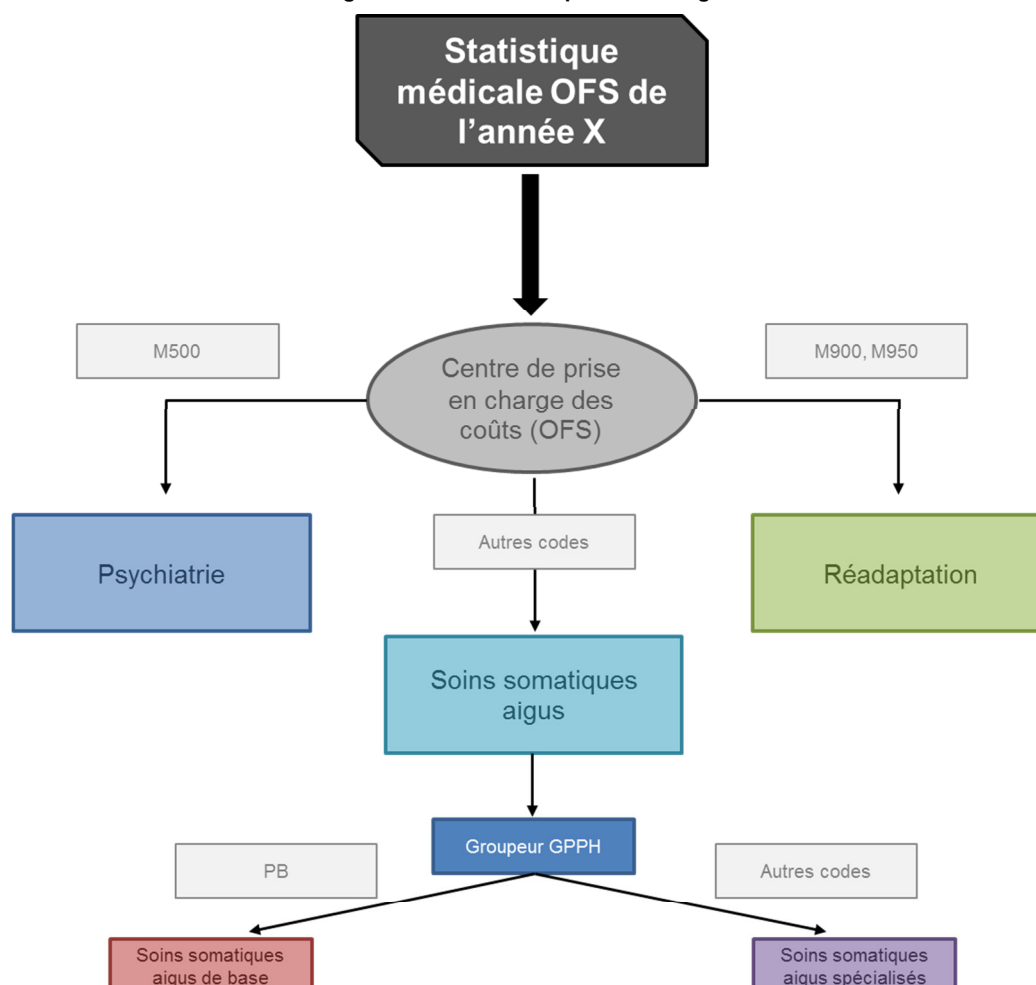 Statistique
médicale OFS de
l'année X
M500
M900, M950
Centre de prise
en charge des
coûts (OFS)
Autres codes
Psychiatrie
Réadaptation
Soins somatiques
aigus
Groupeur GPPH
PB
Autres codes
Soins somatiques
aigus de base
Soins somatiques
aigus spécialisés